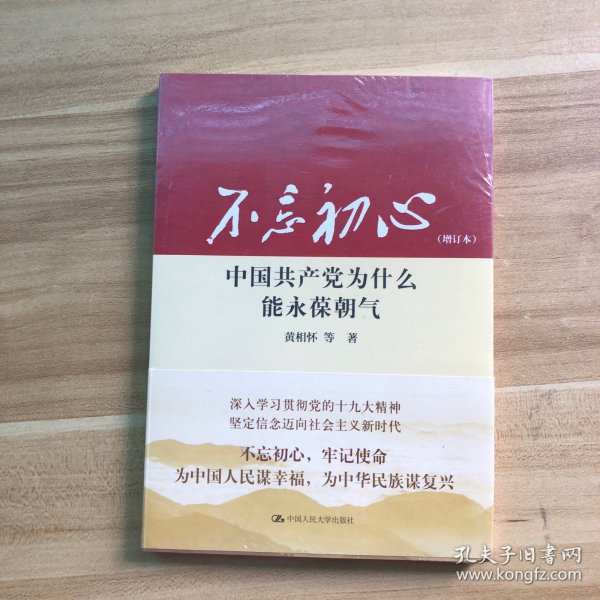 不忘初心
（增订本）
中国共产党为什么
能永葆朝气
黄相怀 等 著
深入学习贯彻党的十九大精神
坚定信念迈向社会主义新时代
不忘初心，牢记使命
为中国人民谋幸福，为中华民族谋复兴
中国人民大学出版社
孔夫子旧书网
www.kongfz.com